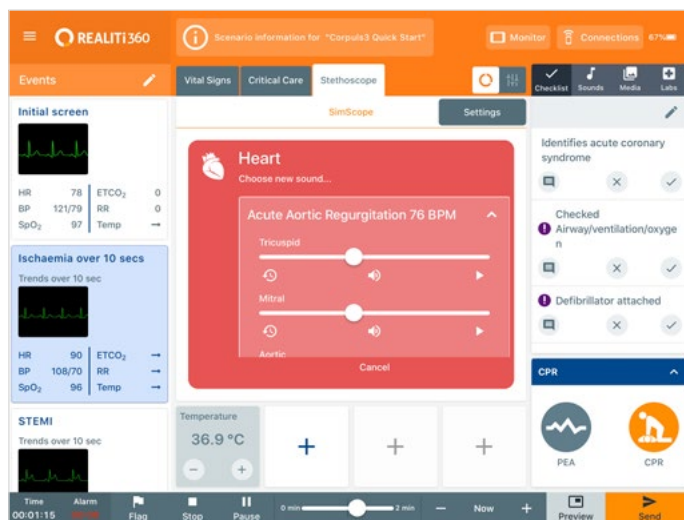 REALITi360
Scenario information for "Corpuls3 Quick Start"
Monitor
Connections
67%
Events
Vital Signs
Critical Care
Stethoscope
Checklist
Sounds
Media
Labs
Initial screen
HR 78 ETCO₂ 0
BP 121/79 RR 0
SpO₂ 97 Temp →
Ischaemia over 10 secs
Trends over 10 sec
HR 90 ETCO₂ →
BP 108/70 RR →
SpO₂ 96 Temp →
STEMI
Trends over 10 sec
SimScope
Settings
Heart
Choose new sound...
Acute Aortic Regurgitation 76 BPM
Tricuspid
Mitral
Aortic
Cancel
Temperature
36.9 °C
Identifies acute coronary
syndrome
Checked
Airway/ventilation/oxyge
n
Defibrillator attached
CPR
PEA
CPR
Time
00:01:15
Alarm
Flag
Stop
Pause
0 min
2 min
Now
Preview
Send